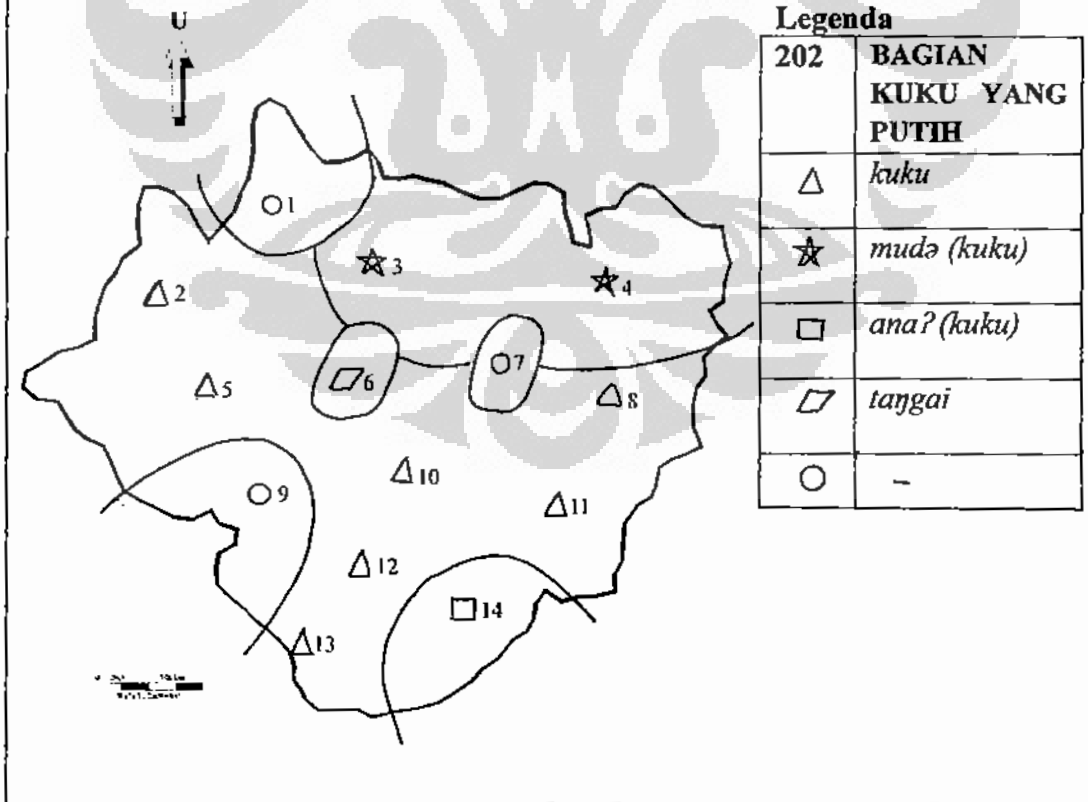 U
Legenda
202 BAGIAN
KUKU YANG
PUTIH
kuku
mudə (kuku)
ana? (kuku)
taŋgai
–
1
2
3
4
5
6
7
8
9
10
11
12
13
14